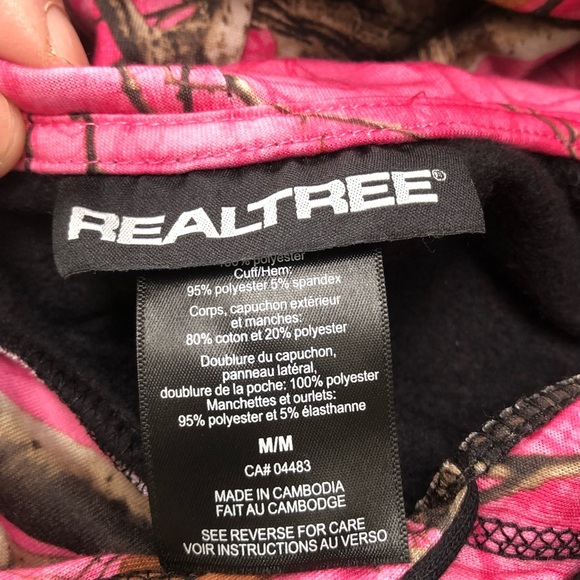 REALTREE®
100% polyester
Cuff/Hem:
95% polyester 5% spandex
Corps, capuchon extérieur
et manches:
80% coton et 20% polyester
Doublure du capuchon,
panneau latéral,
doublure de la poche: 100% polyester
Manchettes et ourlets:
95% polyester et 5% élasthanne
M/M
CA# 04483
MADE IN CAMBODIA
FAIT AU CAMBODGE
SEE REVERSE FOR CARE
VOIR INSTRUCTIONS AU VERSO